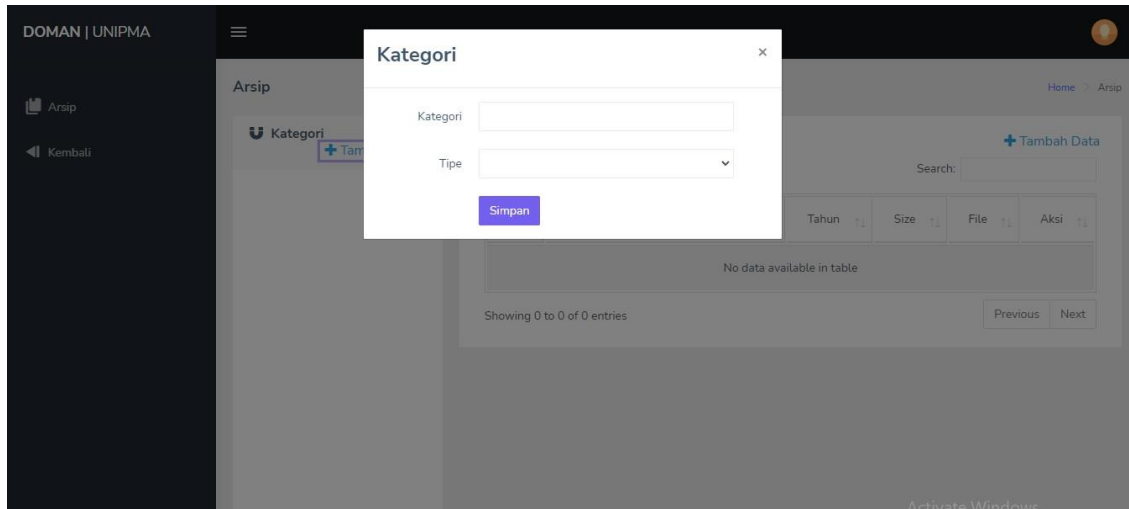 DOMAN | UNIPMA
Kategori ×
Arsip
Home > Arsip
Arsip
Kembali
Kategori
Kategori
Tipe
Simpan
Tambah Data
Search:
Tahun Size File Aksi
No data available in table
Showing 0 to 0 of 0 entries
Previous Next
Activate Windows